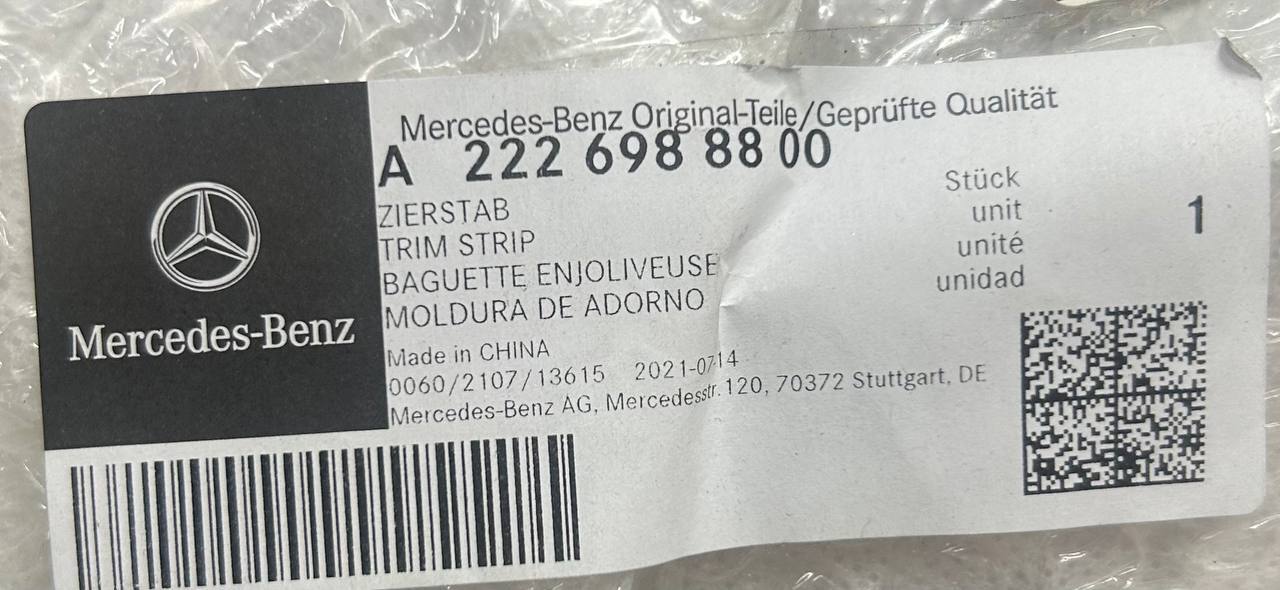 Mercedes-Benz Original-Teile/Geprüfte Qualität
A 222 698 88 00
ZIERSTAB
TRIM STRIP
BAGUETTE ENJOLIVEUSE
MOLDURA DE ADORNO
Stück
unit
unité
unidad
1
Made in CHINA
0060/2107/13615 2021-0714
Mercedes-Benz AG, Mercedesstr. 120, 70372 Stuttgart, DE
Mercedes-Benz